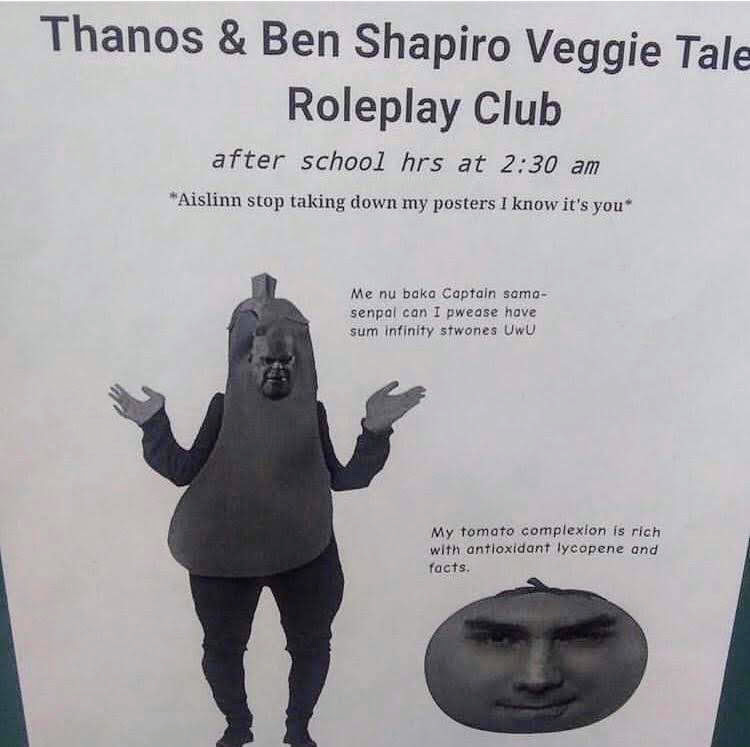 Thanos & Ben Shapiro Veggie Tale
Roleplay Club
after school hrs at 2:30 am
*Aislinn stop taking down my posters I know it's you*
Me nu baka Captain sama-
senpai can I pwease have
sum infinity stwones UwU
My tomato complexion is rich
with antioxidant lycopene and
facts.